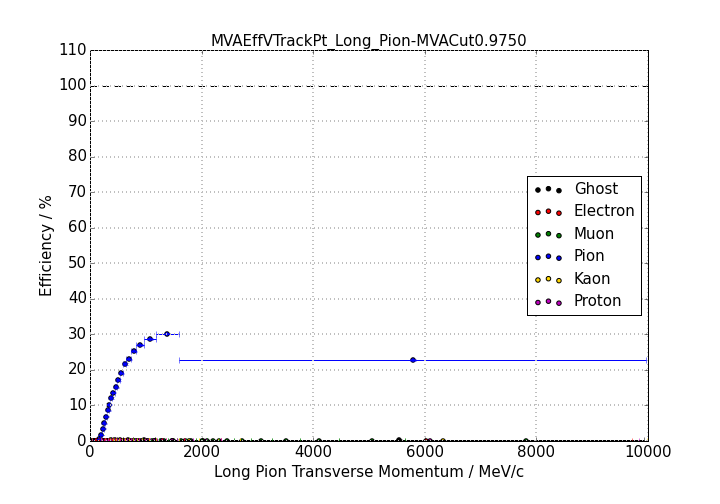 MVAEffVTrackPt_Long_Pion-MVACut0.9750
Efficiency / %
110
100
90
80
70
60
50
40
30
20
10
0
Ghost
Electron
Muon
Pion
Kaon
Proton
0 2000 4000 6000 8000 10000
Long Pion Transverse Momentum / MeV/c